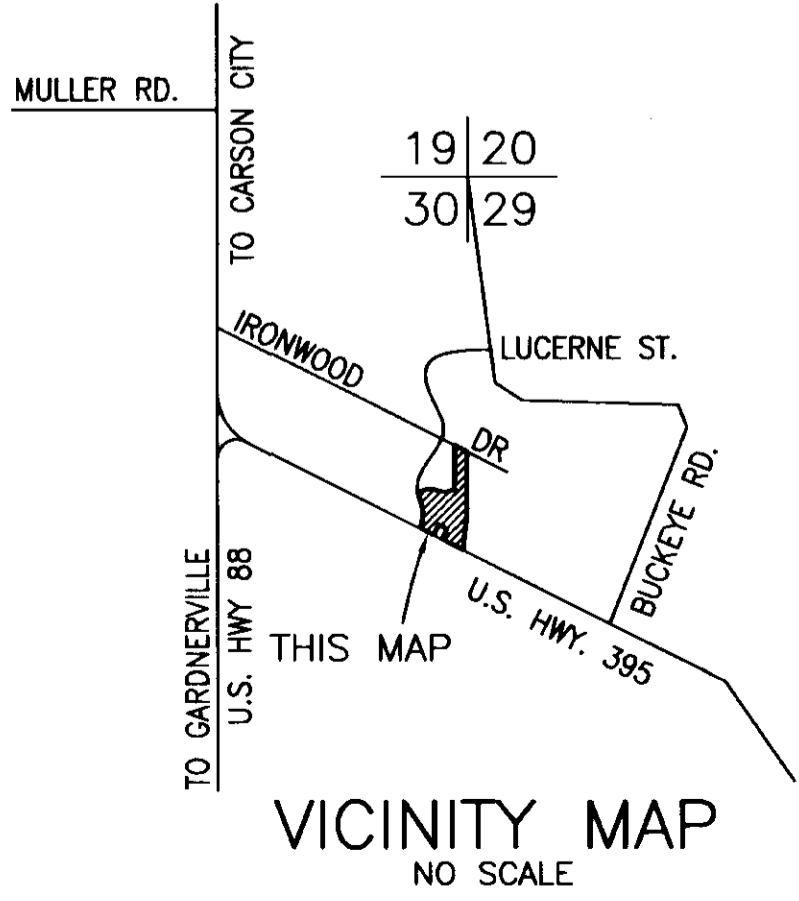 MULLER RD.
TO CARSON CITY
19 20
30 29
IRONWOOD
DR
LUCERNE ST.
BUCKEYE RD.
U.S. HWY. 395
THIS MAP
TO GARDNERVILLE
U.S. HWY 88
VICINITY MAP
NO SCALE